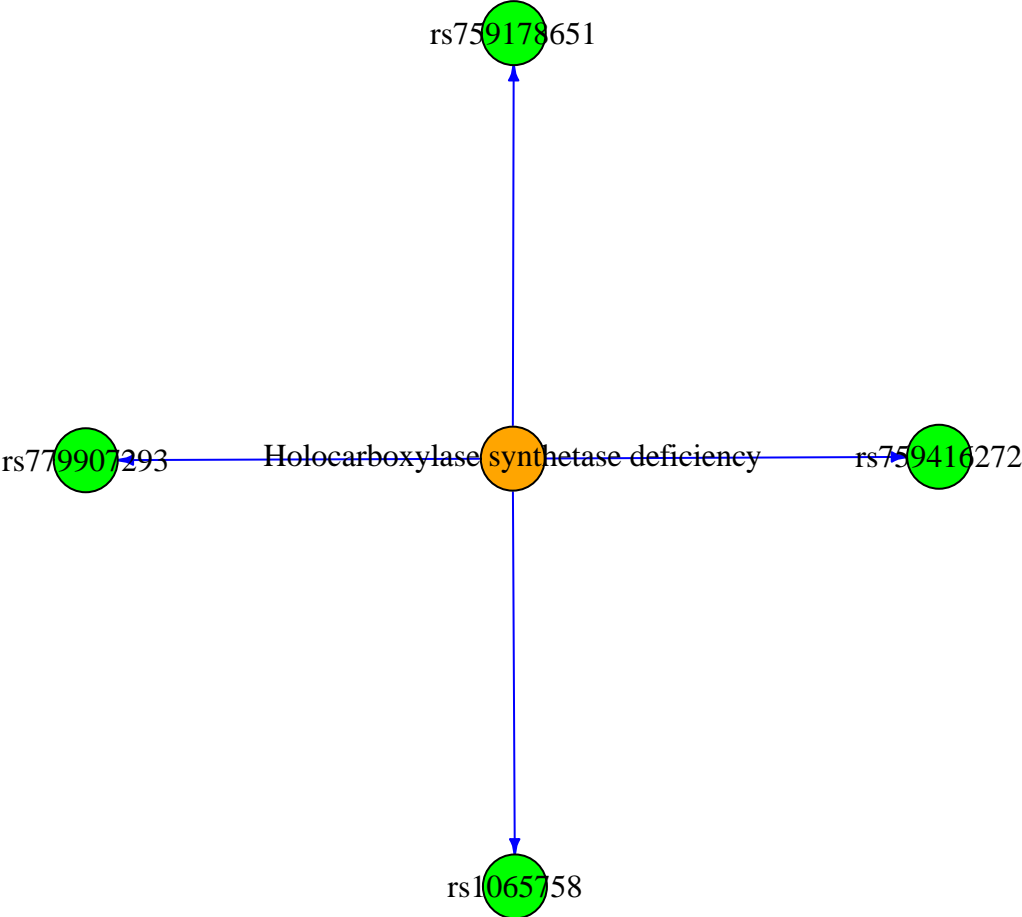 rs759178651
rs779907293
Holocarboxylase synthetase deficiency
rs759416272
rs1065758